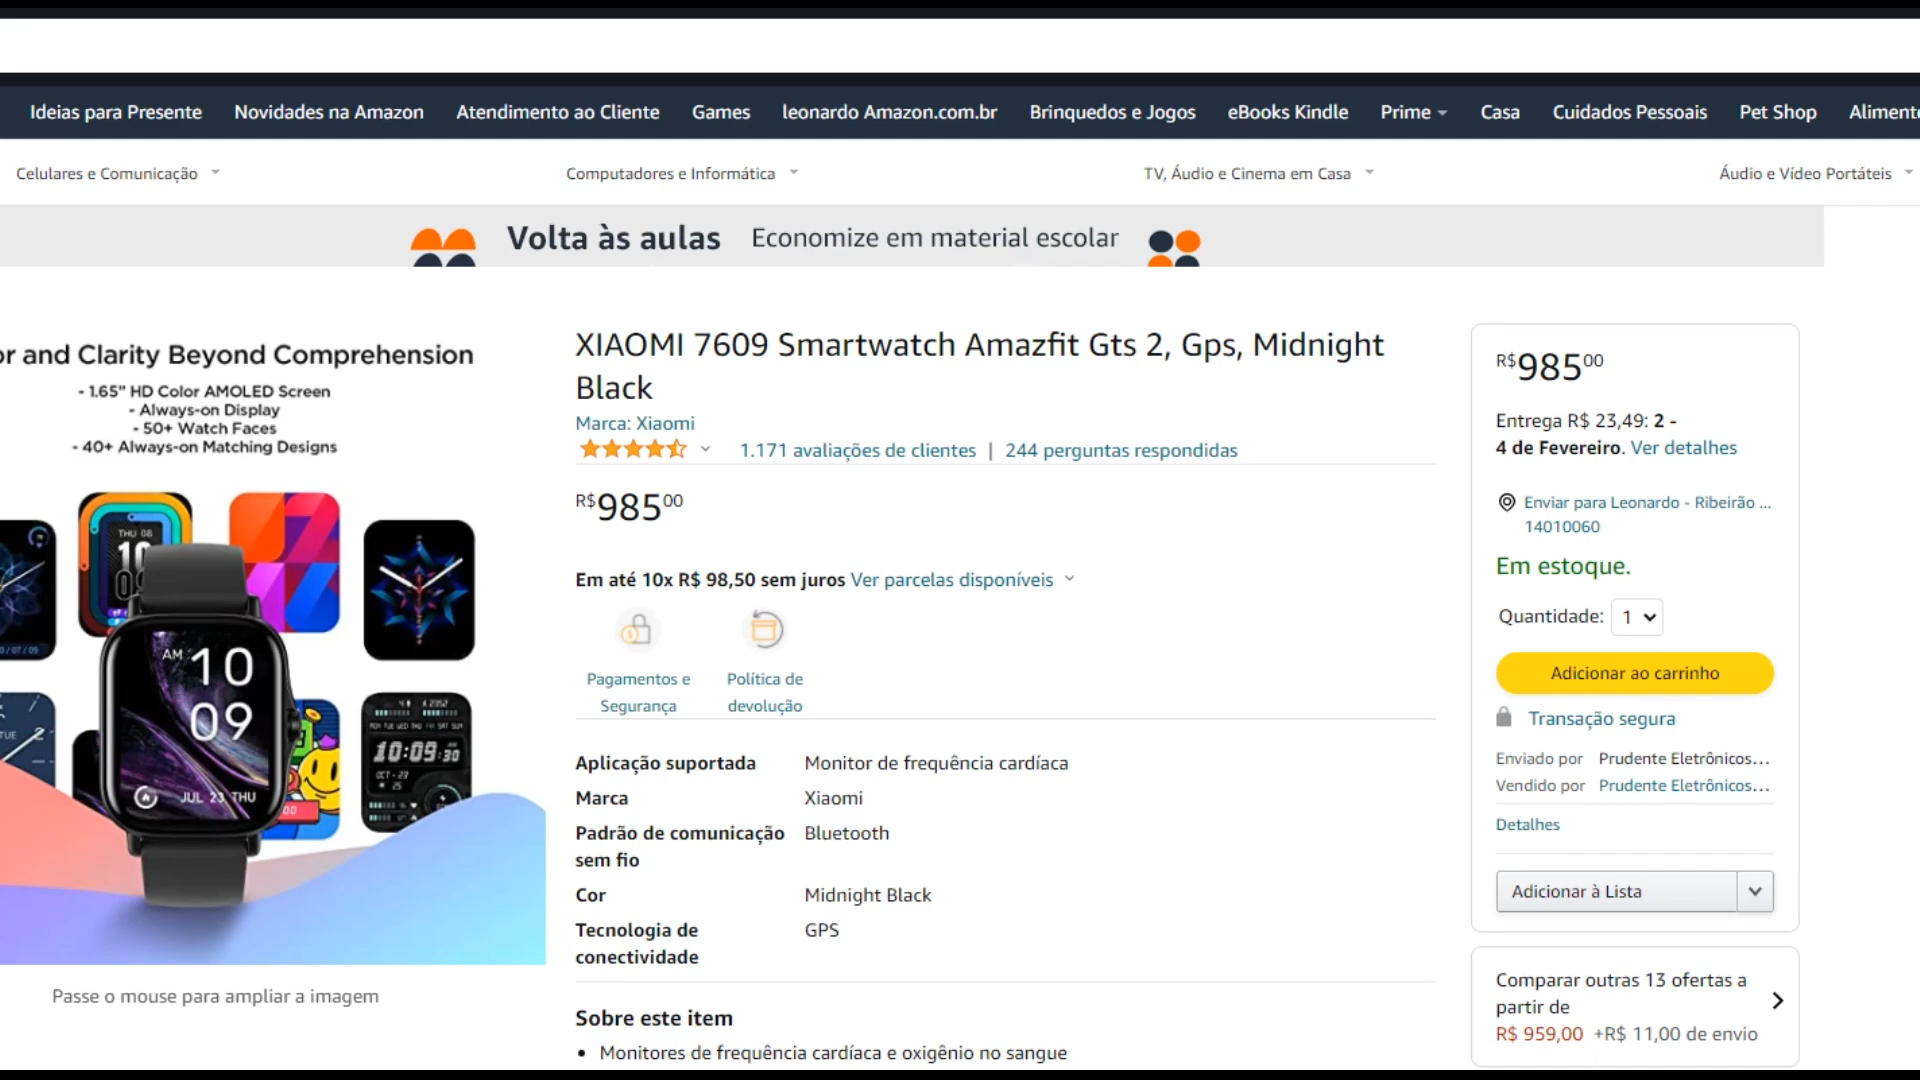 Ideias para Presente Novidades na Amazon Atendimento ao Cliente Games leonardo Amazon.com.br Brinquedos e Jogos eBooks Kindle Prime Casa Cuidados Pessoais Pet Shop
Celulares e Comunicação Computadores e Informática TV, Áudio e Cinema em Casa Áudio e Vídeo Portáteis
Volta às aulas Economize em material escolar
and Clarity Beyond Comprehension
- 1.65" HD Color AMOLED Screen
- Always-on Display
- 50+ Watch Faces
- 40+ Always-on Matching Designs
THU 08
AM 10
09
JUL 23 THU
10:09:30
OCT-23
25
Passe o mouse para ampliar a imagem
XIAOMI 7609 Smartwatch Amazfit Gts 2, Gps, Midnight
Black
Marca: Xiaomi
1.171 avaliações de clientes | 244 perguntas respondidas
R$98500
Em até 10x R$ 98,50 sem juros Ver parcelas disponíveis
Pagamentos e
Segurança
Política de
devolução
Aplicação suportada Monitor de frequência cardíaca
Marca Xiaomi
Padrão de comunicação Bluetooth
sem fio
Cor Midnight Black
Tecnologia de GPS
conectividade
Sobre este item
• Monitores de frequência cardíaca e oxigênio no sangue
R$98500
Entrega R$ 23,49: 2 -
4 de Fevereiro. Ver detalhes
Enviar para Leonardo - Ribeirão ...
14010060
Em estoque.
Quantidade: 1
Adicionar ao carrinho
Transação segura
Enviado por Prudente Eletrônicos...
Vendido por Prudente Eletrônicos...
Detalhes
Adicionar à Lista
Comparar outras 13 ofertas a
partir de
R$ 959,00 +R$ 11,00 de envio